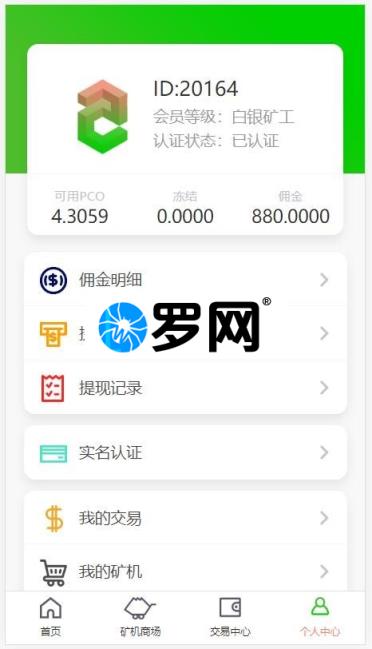 ID:20164
会员等级：白银矿工
认证状态：已认证
可用PCO 冻结 佣金
4.3059 0.0000 880.0000
佣金明细
罗网®
提现记录
实名认证
我的交易
我的矿机
首页 矿机商场 交易中心 个人中心